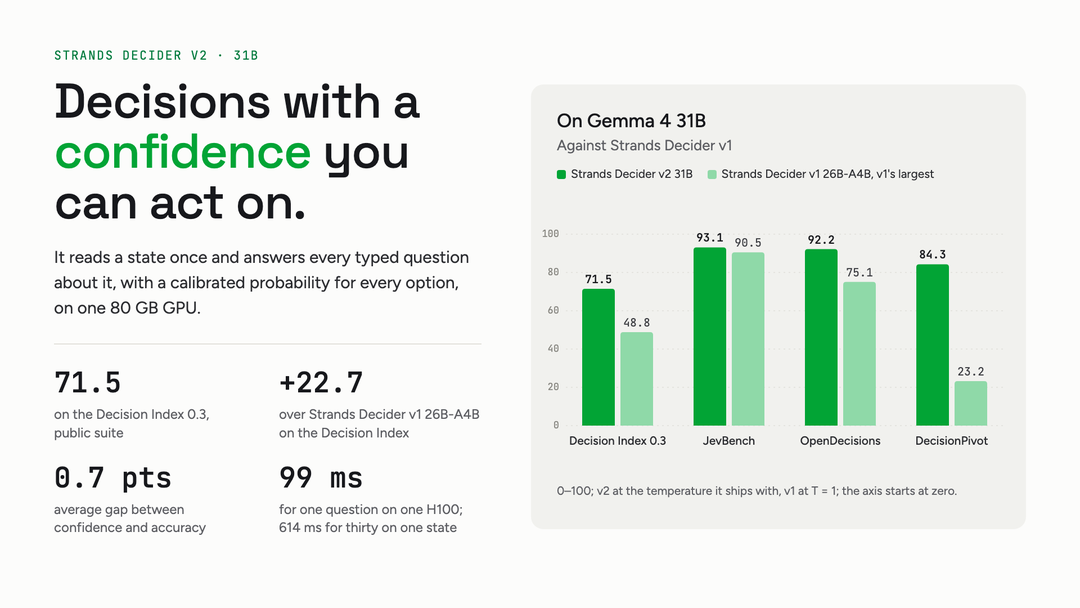 STRANDS DECIDER V2 · 31B
Decisions with a
confidence you
can act on.
It reads a state once and answers every typed question
about it, with a calibrated probability for every option,
on one 80 GB GPU.
71.5
on the Decision Index 0.3,
public suite
+22.7
over Strands Decider v1 26B-A4B
on the Decision Index
0.7 pts
average gap between
confidence and accuracy
99 ms
for one question on one H100;
614 ms for thirty on one state
On Gemma 4 31B
Against Strands Decider v1
Strands Decider v2 31B
Strands Decider v1 26B-A4B, v1's largest
100
80
60
40
20
0
71.5
48.8
93.1
90.5
92.2
75.1
84.3
23.2
Decision Index 0.3
JevBench
OpenDecisions
DecisionPivot
0–100; v2 at the temperature it ships with, v1 at T = 1; the axis starts at zero.